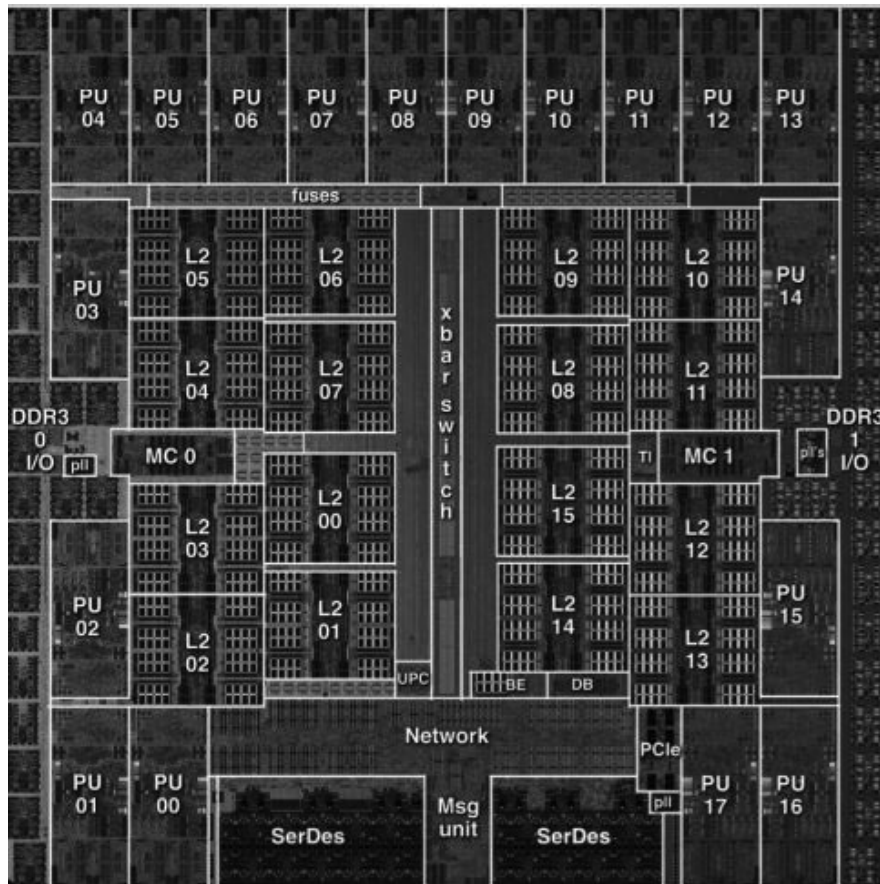 PU
04
PU
05
PU
06
PU
07
PU
08
PU
09
PU
10
PU
11
PU
12
PU
13
fuses
PU
03
L2
05
L2
06
L2
09
L2
10
PU
14
xbar switch
L2
04
L2
07
L2
08
L2
11
DDR3
0
I/O
pll
MC 0
TI
MC 1
pll's
DDR3
1
I/O
L2
03
L2
00
L2
15
L2
12
PU
02
L2
02
L2
01
L2
14
L2
13
PU
15
UPC
BE
DB
Network
PCIe
PU
01
PU
00
SerDes
Msg
unit
SerDes
pll
PU
17
PU
16